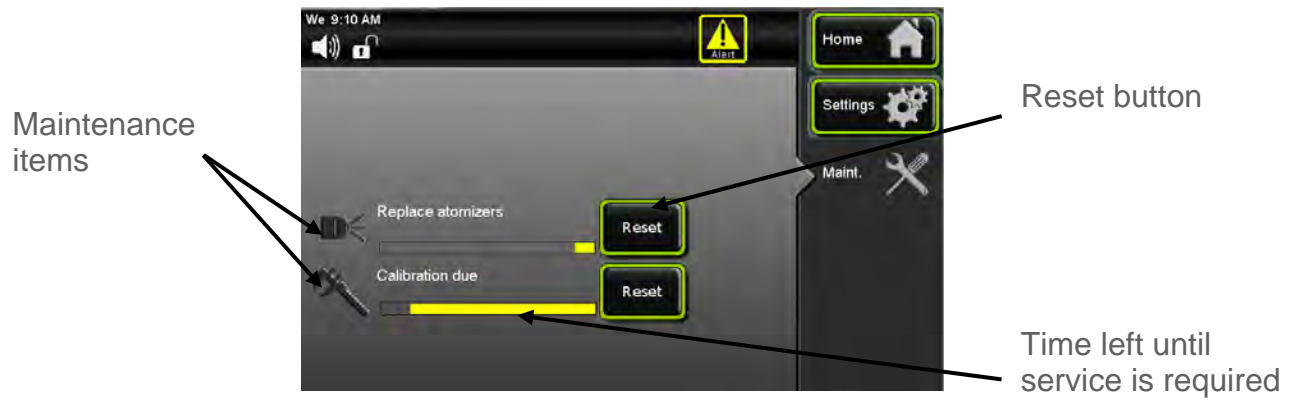 We 9:10 AM
Alert
Home
Settings
Maint.
Reset button
Maintenance
items
Replace atomizers
Reset
Calibration due
Reset
Time left until
service is required